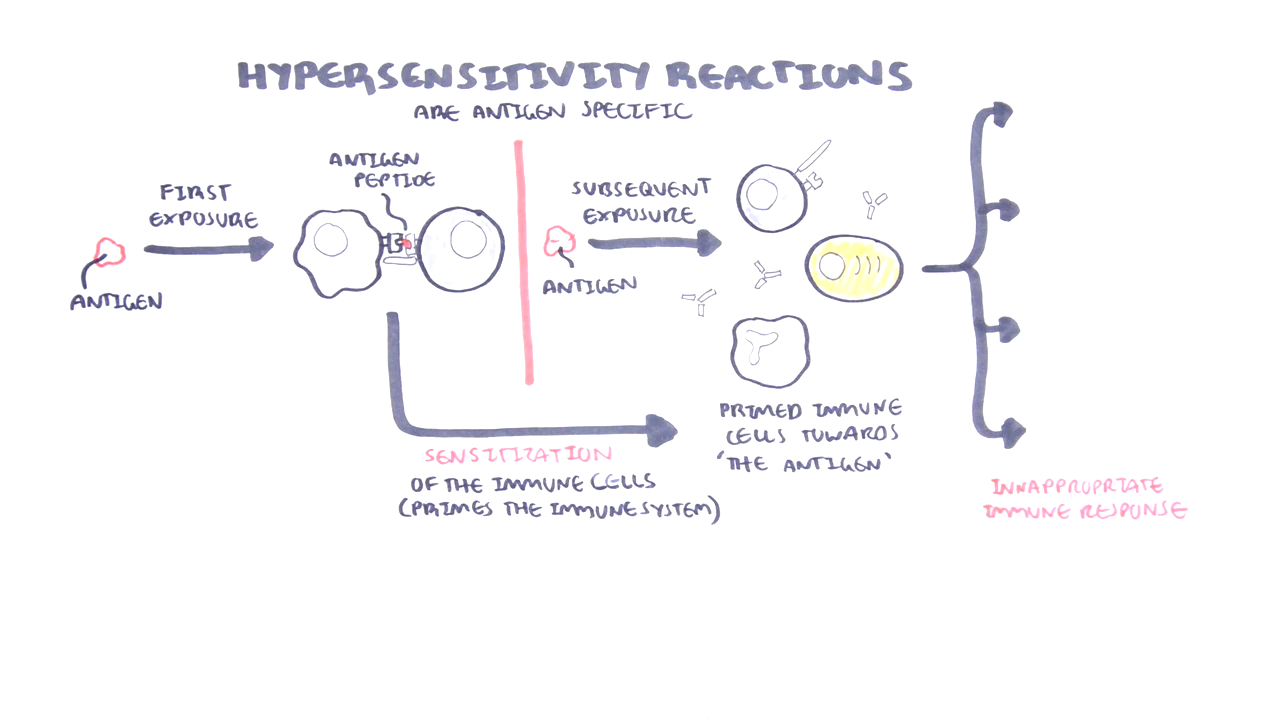 HYPERSENSITIVITY REACTIONS
ARE ANTIGEN SPECIFIC
ANTIGEN
PEPTIDE
FIRST
EXPOSURE
ANTIGEN
SUBSEQUENT
EXPOSURE
ANTIGEN
SENSITIZATION
OF THE IMMUNE CELLS
(PRIMES THE IMMUNE SYSTEM)
PRIMED IMMUNE
CELLS TOWARDS
'THE ANTIGEN'
INNAPPROPRIATE
IMMUNE RESPONSE